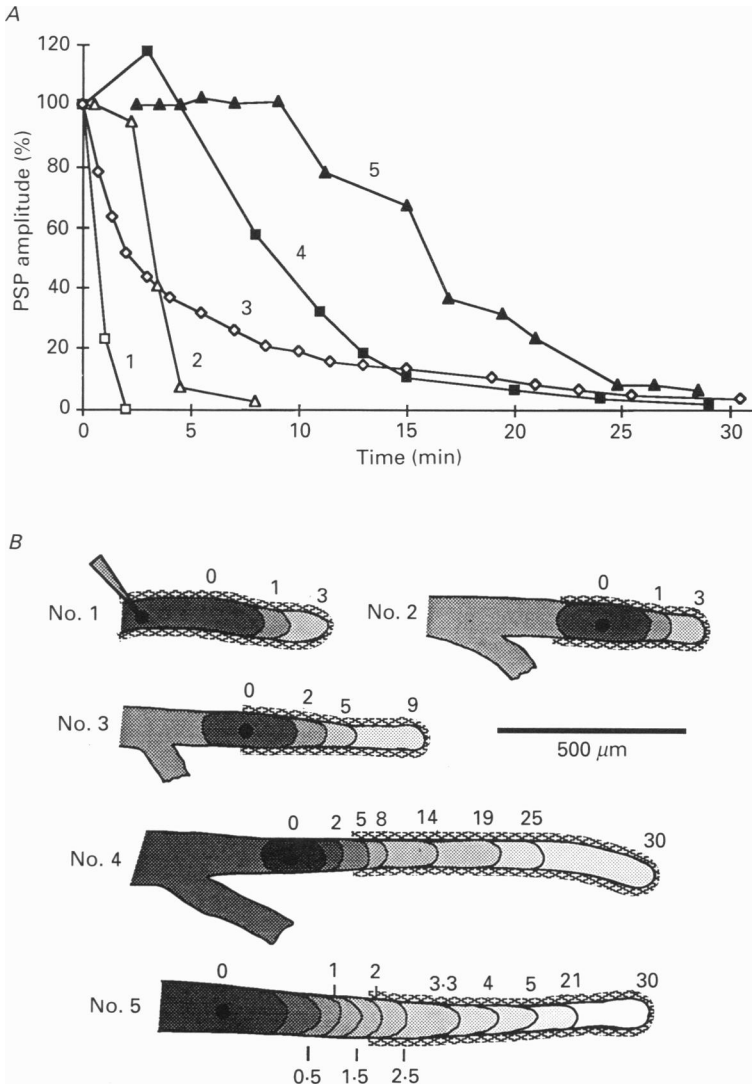 A
PSP amplitude (%)
120
100
80
60
40
20
0
1
2
3
4
5
0 5 10 15 20 25 30
Time (min)
B
No. 1
0 1 3
No. 2
0 1 3
No. 3
0 2 5 9
500 μm
No. 4
0 2 5 8 14 19 25 30
No. 5
0 1 2 3·3 4 5 21 30
0·5 1·5 2·5